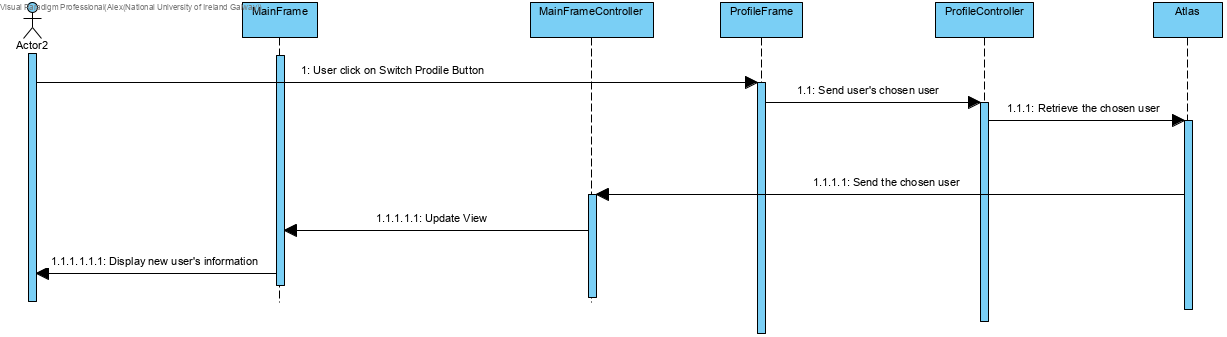 Visual Paradigm Professional(Alex(National University of Ireland Galway))
MainFrame
MainFrameController
ProfileFrame
ProfileController
Atlas
Actor2
1: User click on Switch Prodile Button
1.1: Send user's chosen user
1.1.1: Retrieve the chosen user
1.1.1.1: Send the chosen user
1.1.1.1.1: Update View
1.1.1.1.1.1: Display new user's information